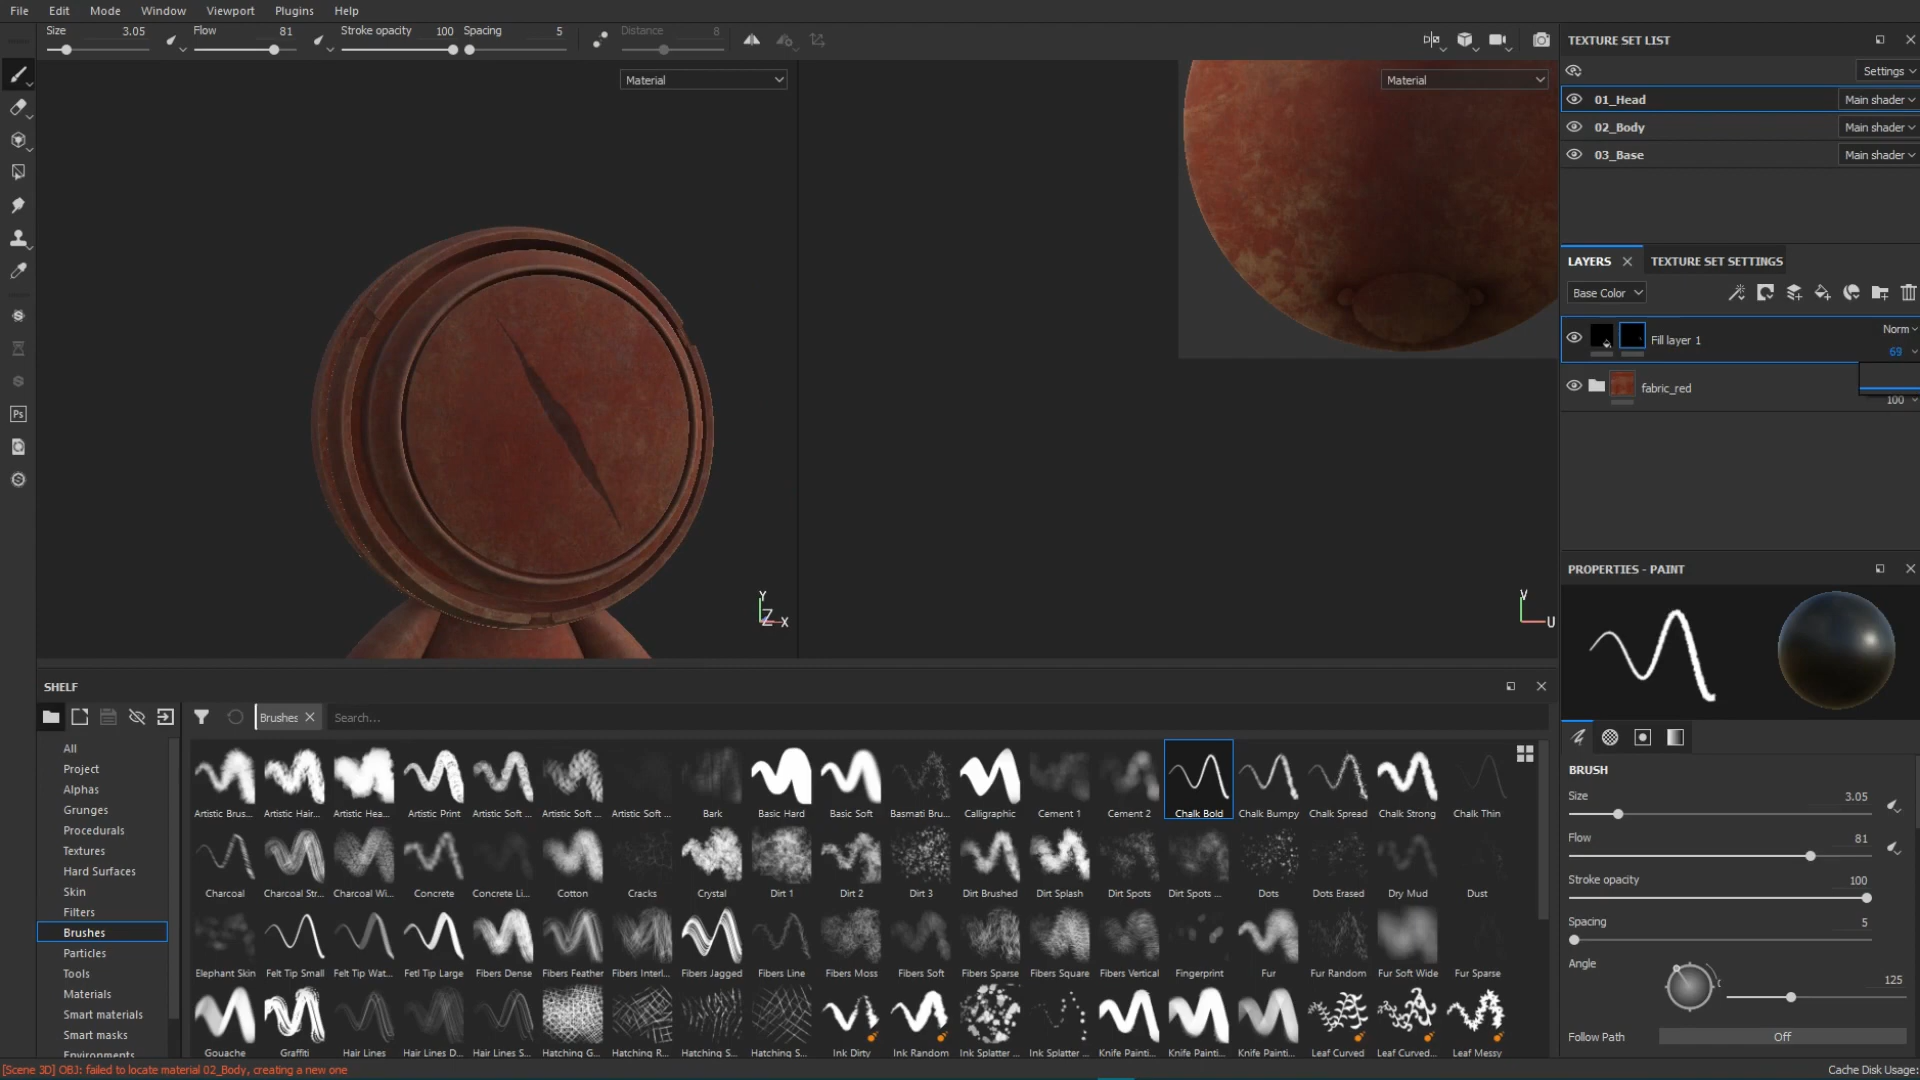 File Edit Mode Window Viewport Plugins Help
Size 3.05 Flow 81 Stroke opacity 100 Spacing 5 Distance 8
Material
Material
Y
Z X
V
U
TEXTURE SET LIST
Settings
01_Head Main shader
02_Body Main shader
03_Base Main shader
LAYERS TEXTURE SET SETTINGS
Base Color
Fill layer 1 Norm
69
fabric_red
100
PROPERTIES - PAINT
BRUSH
Size 3.05
Flow 81
Stroke opacity 100
Spacing 5
Angle
125
Follow Path Off
Ps
SHELF
Brushes Search...
All
Project
Alphas
Grunges
Procedurals
Textures
Hard Surfaces
Skin
Filters
Brushes
Particles
Tools
Materials
Smart materials
Smart masks
Environments
Artistic Brus... Artistic Hair... Artistic Hea... Artistic Print Artistic Soft ... Artistic Soft ... Artistic Soft ... Bark Basic Hard Basic Soft Basmati Bru... Calligraphic Cement 1 Cement 2 Chalk Bold Chalk Bumpy Chalk Spread Chalk Strong Chalk Thin
Charcoal Charcoal Str... Charcoal Wi... Concrete Concrete Li... Cotton Cracks Crystal Dirt 1 Dirt 2 Dirt 3 Dirt Brushed Dirt Splash Dirt Spots Dirt Spots ... Dots Dots Erased Dry Mud Dust
Elephant Skin Felt Tip Small Felt Tip Wat... Fetl Tip Large Fibers Dense Fibers Feather Fibers Interl... Fibers Jagged Fibers Line Fibers Moss Fibers Soft Fibers Sparse Fibers Square Fibers Vertical Fingerprint Fur Fur Random Fur Soft Wide Fur Sparse
Gouache Graffiti Hair Lines Hair Lines D... Hair Lines S... Hatching G... Hatching R... Hatching S... Hatching S... Ink Dirty Ink Random Ink Splatter ... Ink Splatter ... Knife Painti... Knife Painti... Knife Painti... Leaf Curved Leaf Curved... Leaf Messy
[Scene 3D] OBJ: failed to locate material 02_Body, creating a new one Cache Disk Usage: